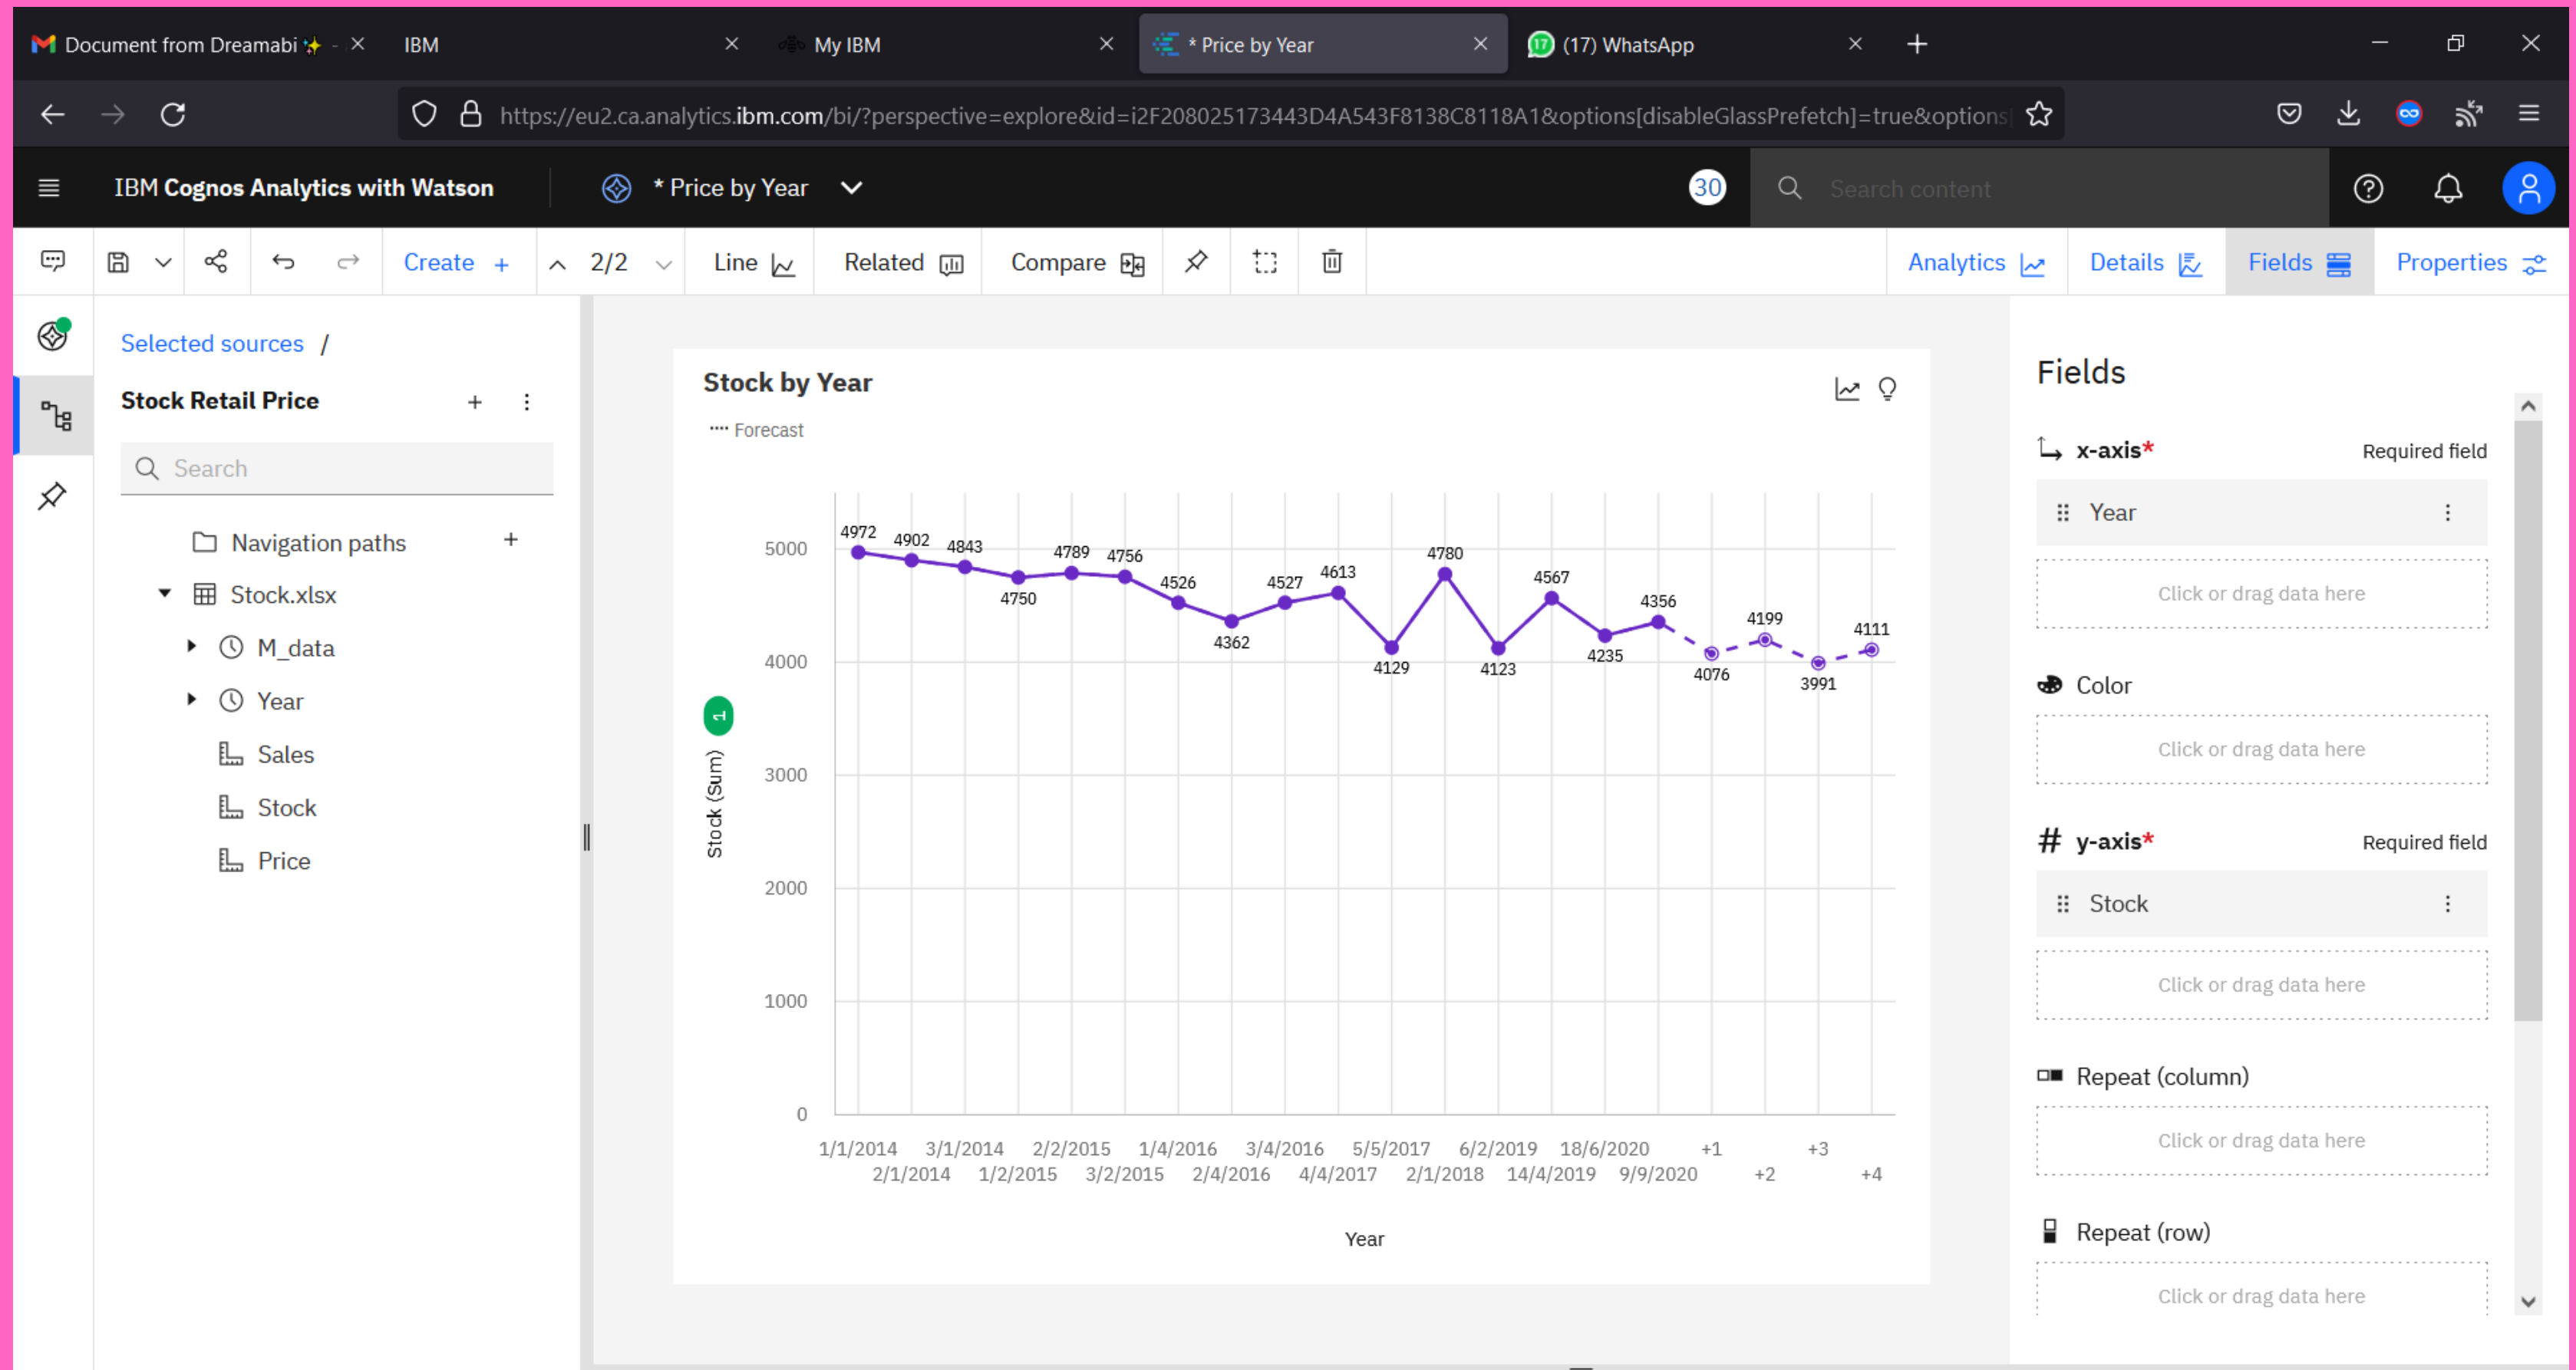 Document from Dreamabi ✨ -
IBM
My IBM
* Price by Year
17 (17) WhatsApp
https://eu2.ca.analytics.ibm.com/bi/?perspective=explore&id=i2F208025173443D4A543F8138C8118A1&options[disableGlassPrefetch]=true&options[
IBM Cognos Analytics with Watson
* Price by Year
30
Search content
Create +
2/2
Line
Related
Compare
Analytics
Details
Fields
Properties
Selected sources /
Stock Retail Price
Search
Navigation paths
Stock.xlsx
M_data
Year
Sales
Stock
Price
Stock by Year
Forecast
4972 4902 4843 4750 4789 4756 4526 4362 4527 4613 4129 4780 4123 4567 4235 4356 4076 4199 3991 4111
5000
4000
3000
2000
1000
0
1
Stock (Sum)
1/1/2014 3/1/2014 2/2/2015 1/4/2016 3/4/2016 5/5/2017 6/2/2019 18/6/2020 +1 +3
2/1/2014 1/2/2015 3/2/2015 2/4/2016 4/4/2017 2/1/2018 14/4/2019 9/9/2020 +2 +4
Year
Fields
x-axis* Required field
Year
Click or drag data here
Color
Click or drag data here
# y-axis* Required field
Stock
Click or drag data here
Repeat (column)
Click or drag data here
Repeat (row)
Click or drag data here